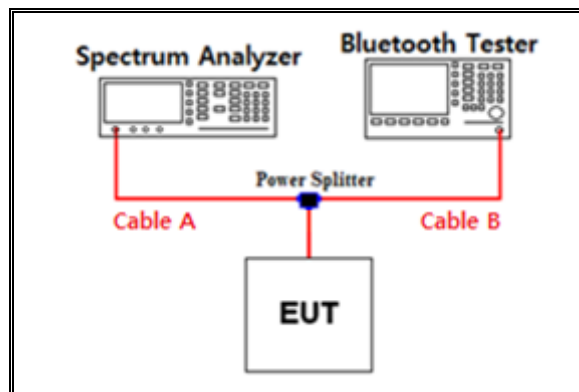 Spectrum Analyzer
Bluetooth Tester
Power Splitter
Cable A
Cable B
EUT